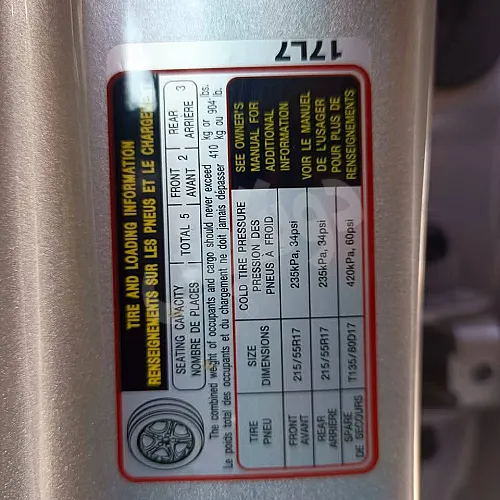 17L7
TIRE AND LOADING INFORMATION
RENSEIGNEMENTS SUR LES PNEUS ET LE CHARGEMENT
SEATING CAPACITY
NOMBRE DE PLACES
TOTAL 5
FRONT
AVANT 2
REAR
ARRIÈRE 3
The combined weight of occupants and cargo should never exceed 410 kg or 904 lbs.
Le poids total des occupants et du chargement ne doit jamais dépasser 410 kg ou 904 lb.
TIRE
PNEU
SIZE
DIMENSIONS
COLD TIRE PRESSURE
PRESSION DES
PNEUS À FROID
FRONT
AVANT
215/55R17
235kPa, 34psi
REAR
ARRIÈRE
215/55R17
235kPa, 34psi
SPARE
DE SECOURS
T135/80D17
420kPa, 60psi
SEE OWNER'S
MANUAL FOR
ADDITIONAL
INFORMATION
VOIR LE MANUEL
DE L'USAGER
POUR PLUS DE
RENSEIGNEMENTS